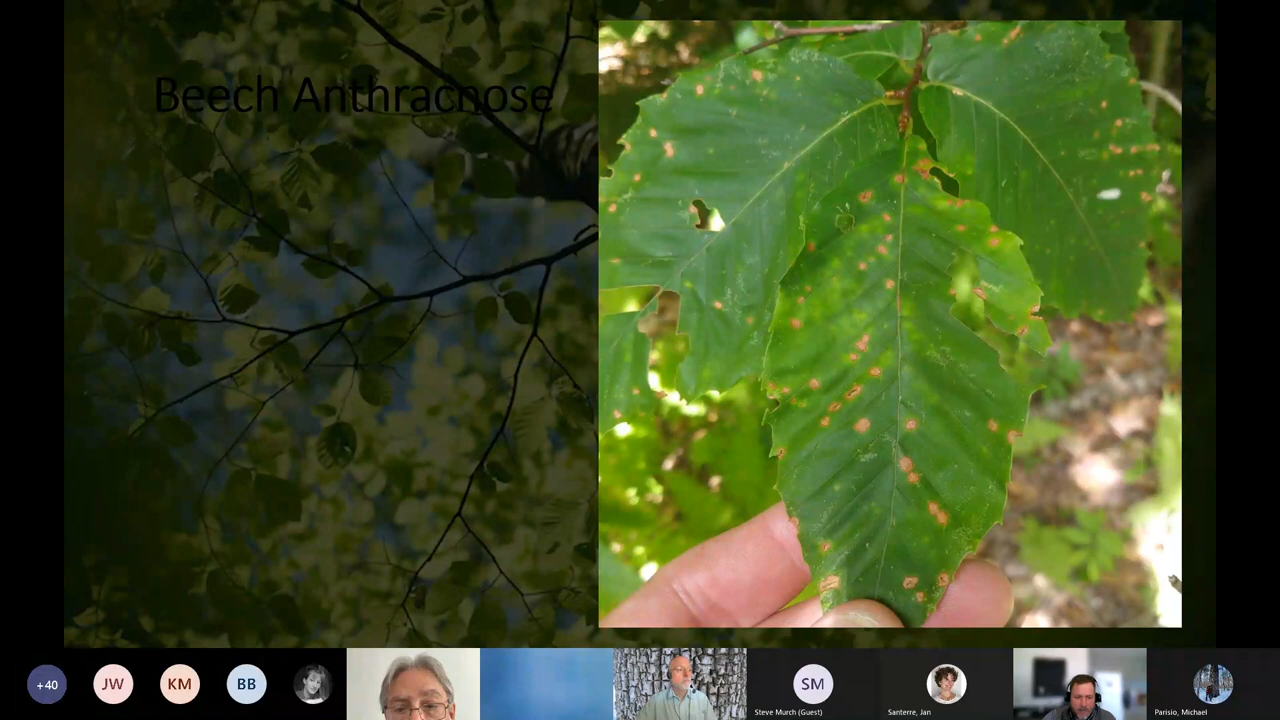 Beech Anthracnose
+40
JW
KM
BB
SM
Steve Murch (Guest)
Santerre, Jan
Parisio, Michael